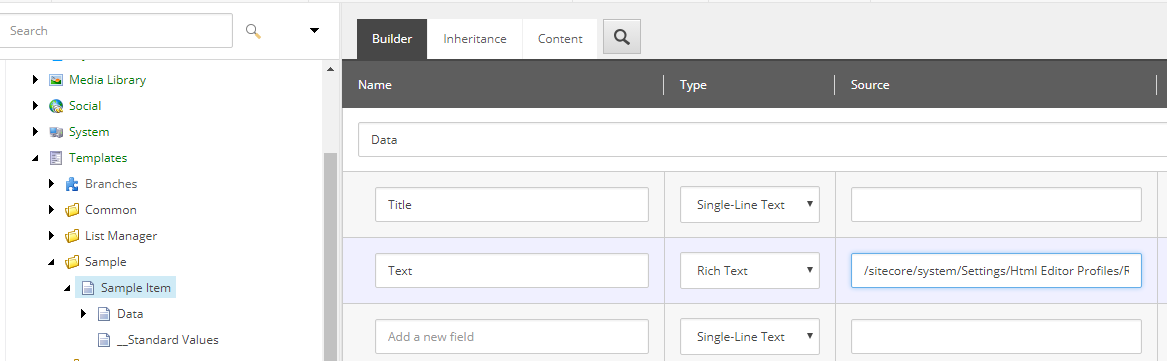 Search
Media Library
Social
System
Templates
Branches
Common
List Manager
Sample
Sample Item
Data
__Standard Values
Builder
Inheritance
Content
Name Type Source
Data
Title Single-Line Text
Text Rich Text /sitecore/system/Settings/Html Editor Profiles/R
Add a new field Single-Line Text